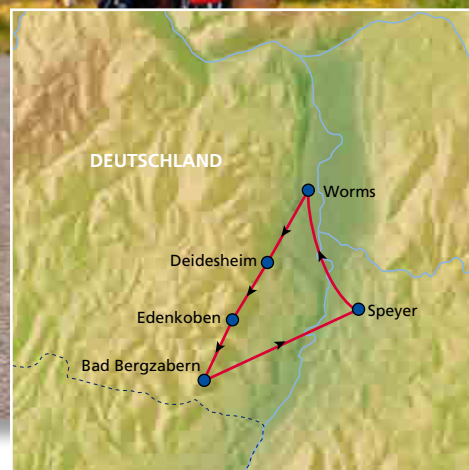 DEUTSCHLAND
Worms
Deidesheim
Edenkoben
Speyer
Bad Bergzabern